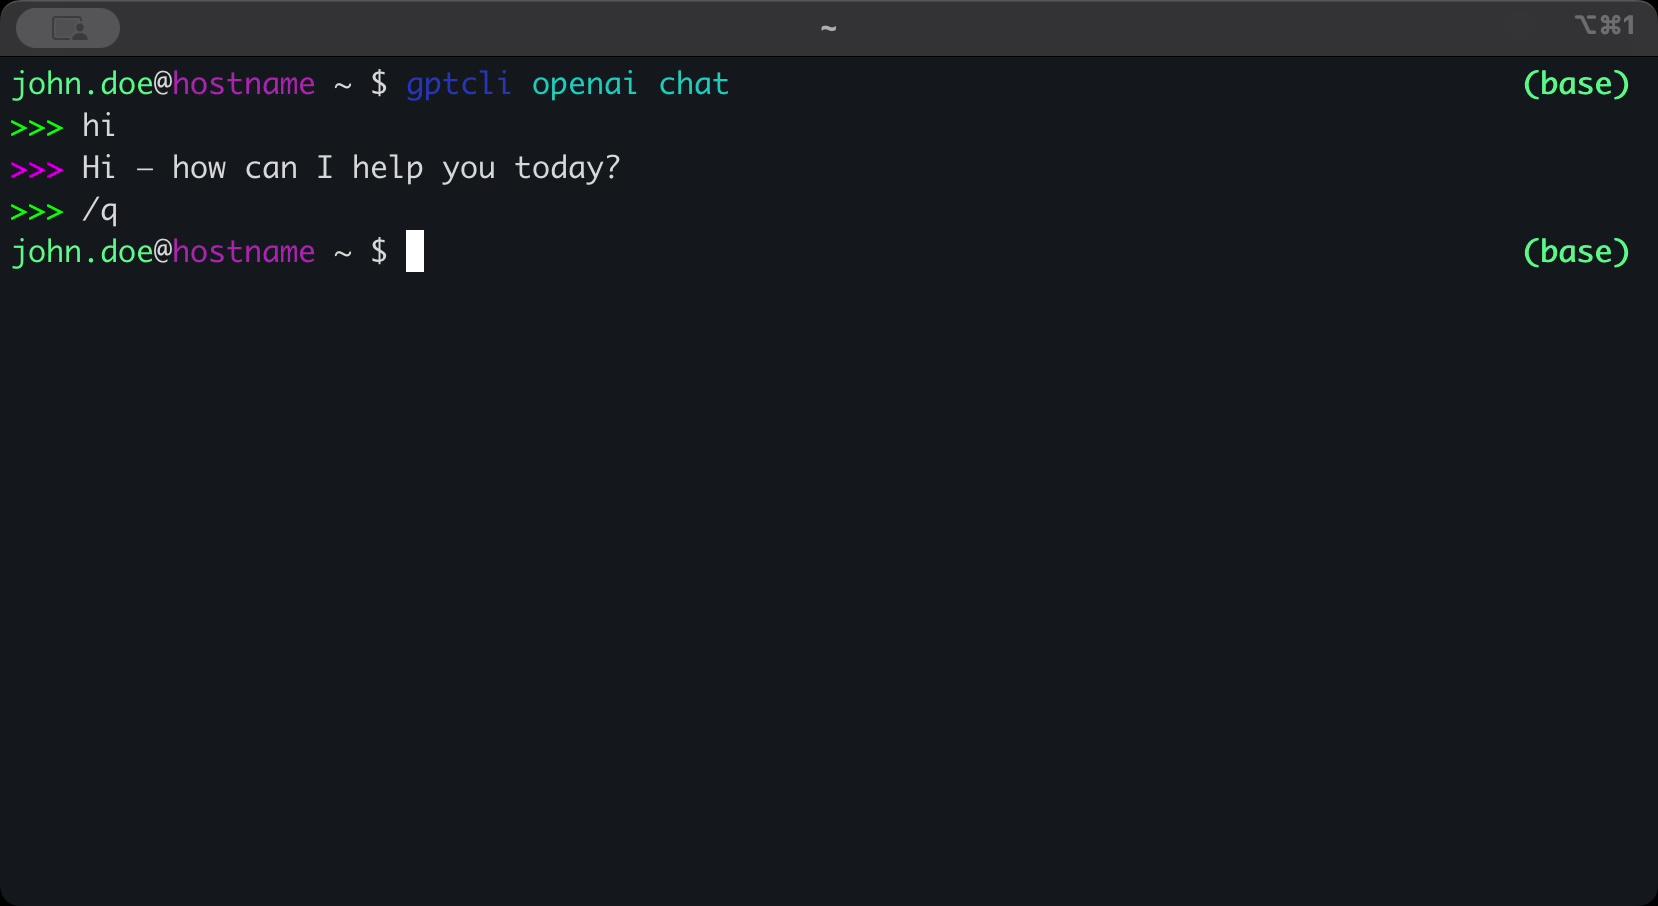 ~ ⌥⌘1
john.doe@hostname ~ $ gptcli openai chat (base)
>>> hi
>>> Hi — how can I help you today?
>>> /q
john.doe@hostname ~ $ (base)